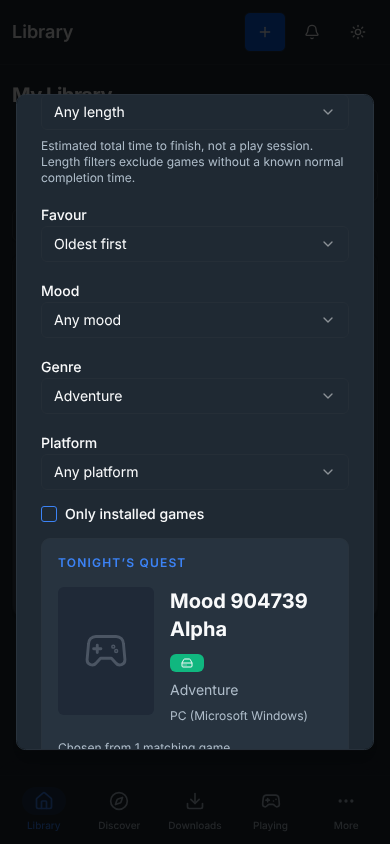 Library
My Library
Any length
Estimated total time to finish, not a play session.
Length filters exclude games without a known normal
completion time.
Favour
Oldest first
Mood
Any mood
Genre
Adventure
Platform
Any platform
Only installed games
TONIGHT'S QUEST
Mood 904739
Alpha
Adventure
PC (Microsoft Windows)
Chosen from 1 matching game
Library
Discover
Downloads
Playing
More